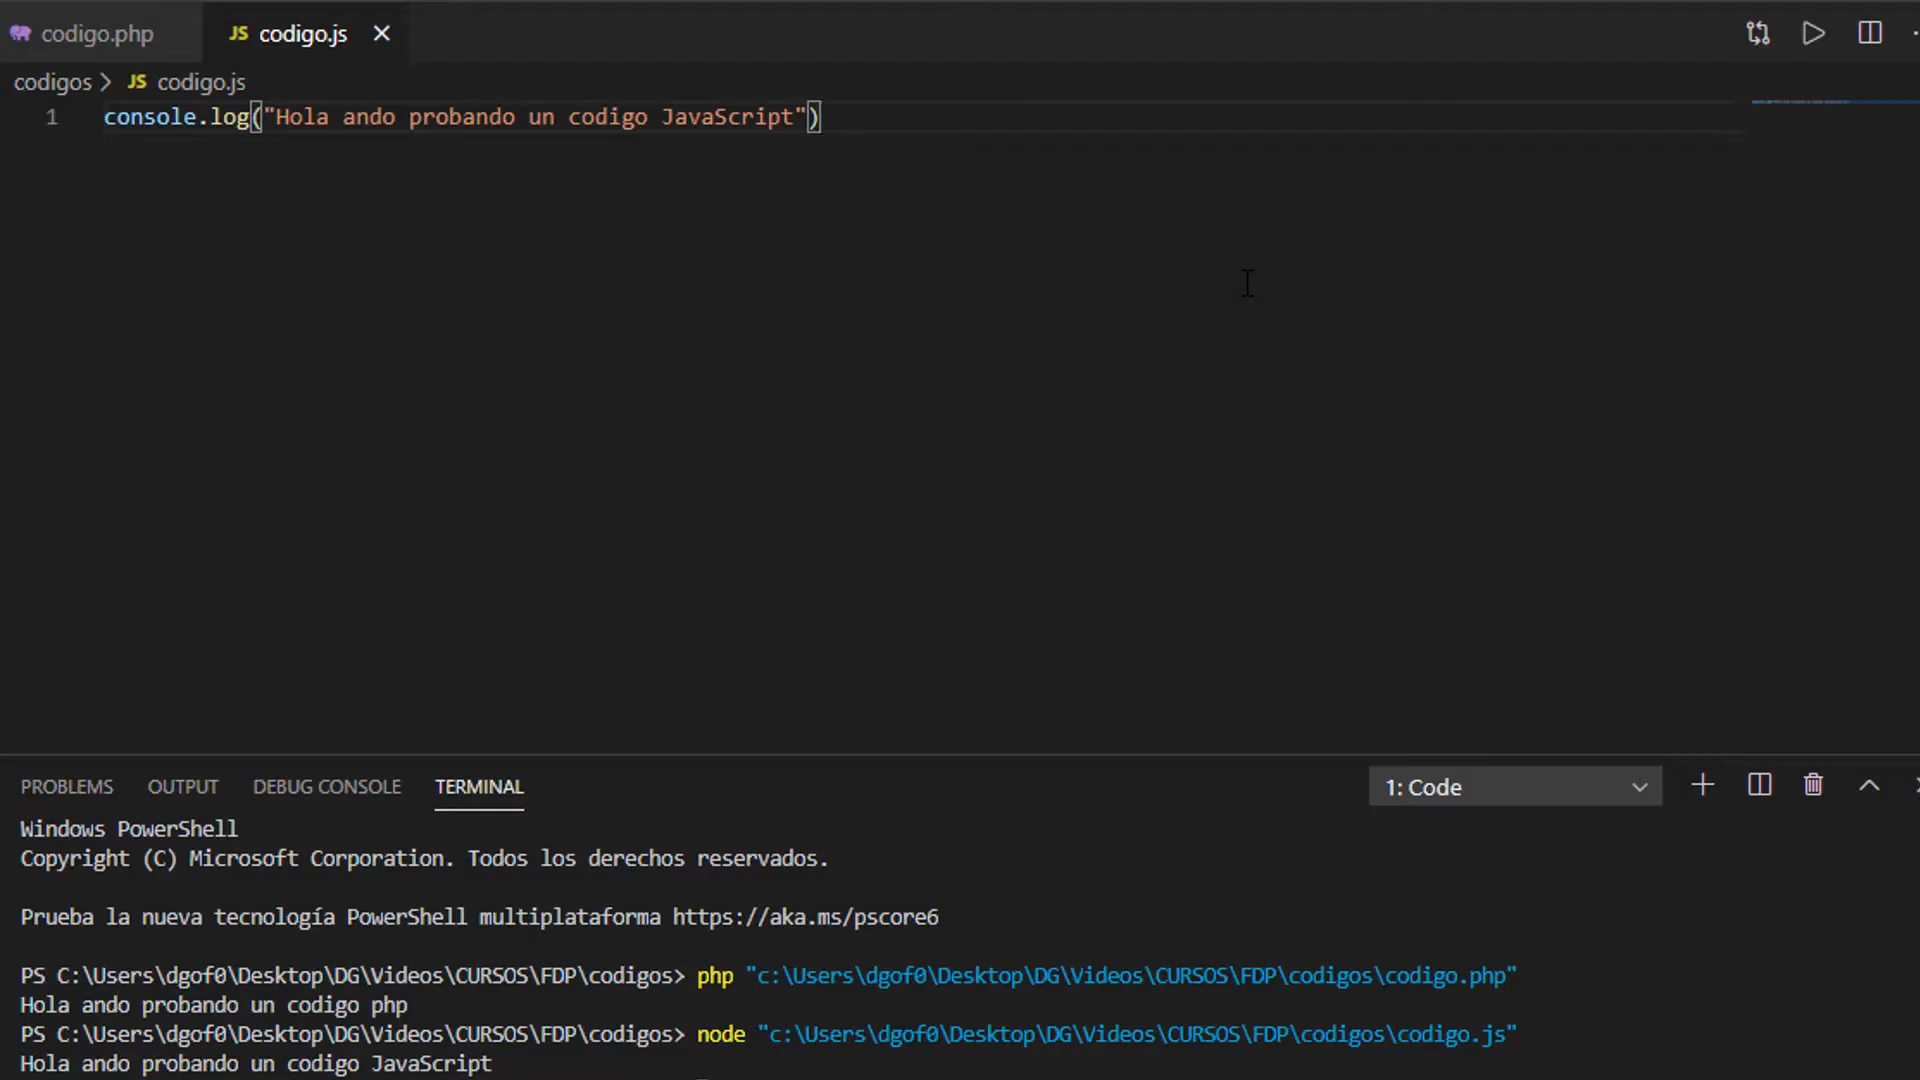 codigo.php JS codigo.js
codigos > JS codigo.js
1 console.log("Hola ando probando un codigo JavaScript")
PROBLEMS OUTPUT DEBUG CONSOLE TERMINAL 1: Code
Windows PowerShell
Copyright (C) Microsoft Corporation. Todos los derechos reservados.
Prueba la nueva tecnología PowerShell multiplataforma https://aka.ms/pscore6
PS C:\Users\dgof0\Desktop\DG\Videos\CURSOS\FDP\codigos> php "c:\Users\dgof0\Desktop\DG\Videos\CURSOS\FDP\codigos\codigo.php"
Hola ando probando un codigo php
PS C:\Users\dgof0\Desktop\DG\Videos\CURSOS\FDP\codigos> node "c:\Users\dgof0\Desktop\DG\Videos\CURSOS\FDP\codigos\codigo.js"
Hola ando probando un codigo JavaScript